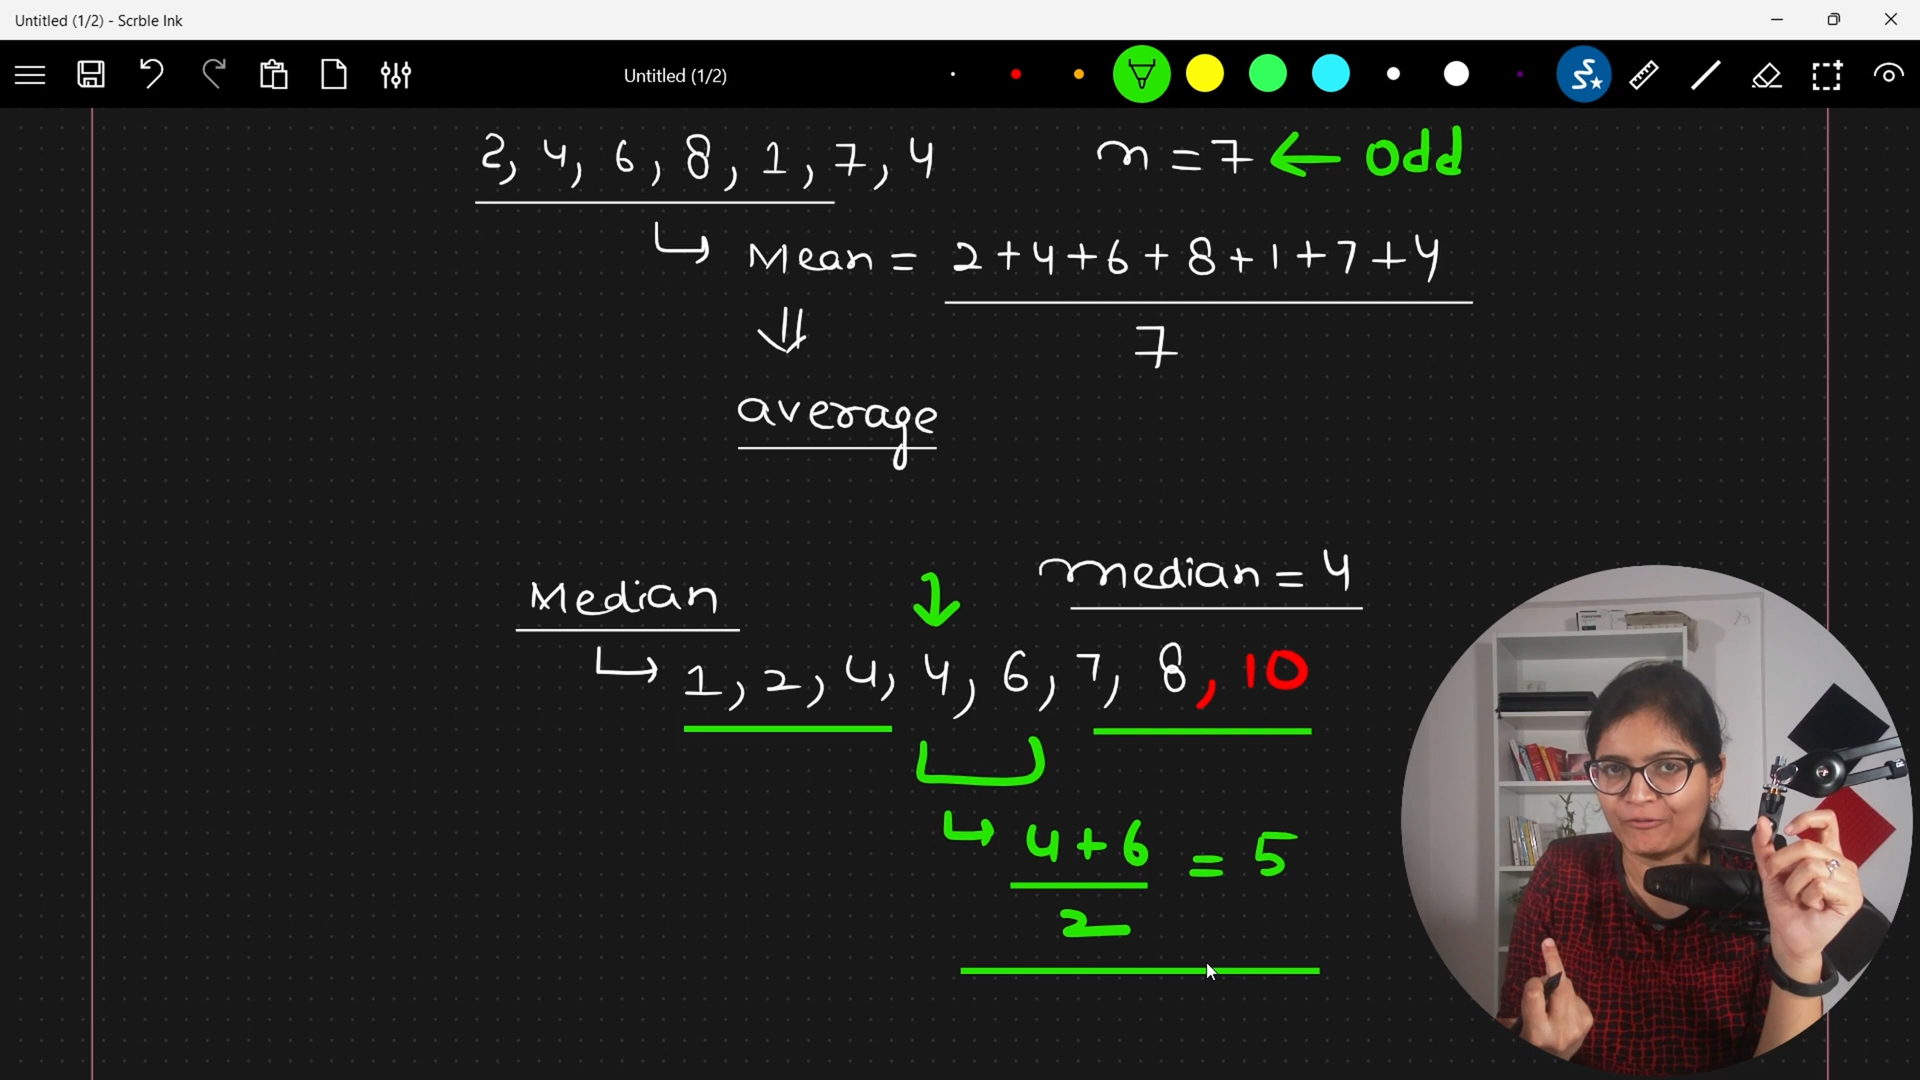 Untitled (1/2) - Scrble Ink
Untitled (1/2)
2, 4, 6, 8, 1, 7, 4
n = 7 ← odd
↳ Mean = 2+4+6+8+1+7+4
7
⇓
average
Median
↓
median = 4
↳ 1, 2, 4, 4, 6, 7, 8, 10
↳ 4+6 = 5
2